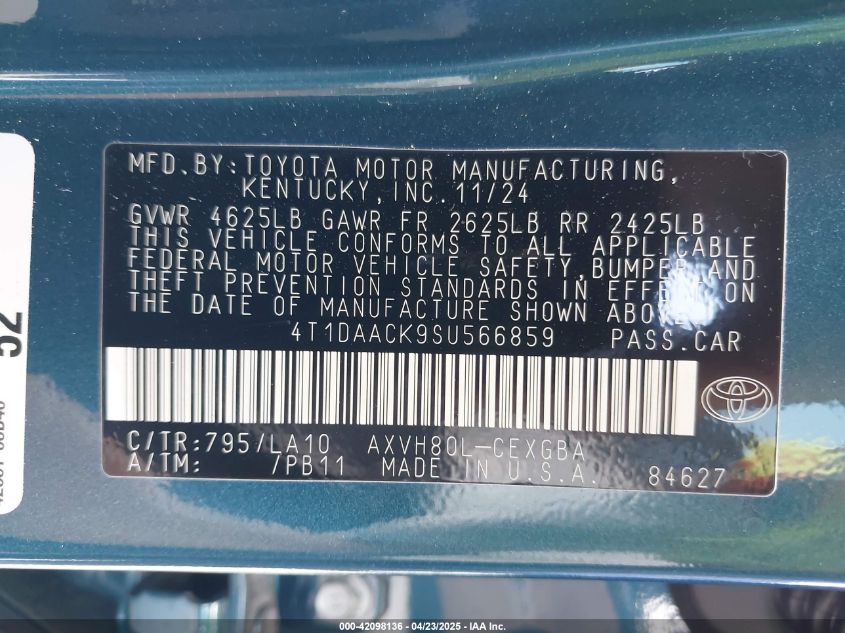 MFD.BY:TOYOTA MOTOR MANUFACTURING,
KENTUCKY,INC. 11/24
GVWR 4625LB GAWR FR 2625LB RR 2425LB
THIS VEHICLE CONFORMS TO ALL APPLICABLE
FEDERAL MOTOR VEHICLE SAFETY,BUMPER,AND
THEFT PREVENTION STANDARDS IN EFFECT ON
THE DATE OF MANUFACTURE SHOWN ABOVE.
4T1DAACK9SU566859 PASS.CAR
C/TR:795/LA10 AXVH80L-CEXGBA
A/TM: /PB11 MADE IN U.S.A. 84627
52
000-42098136 - 04/23/2025 - IAA Inc.